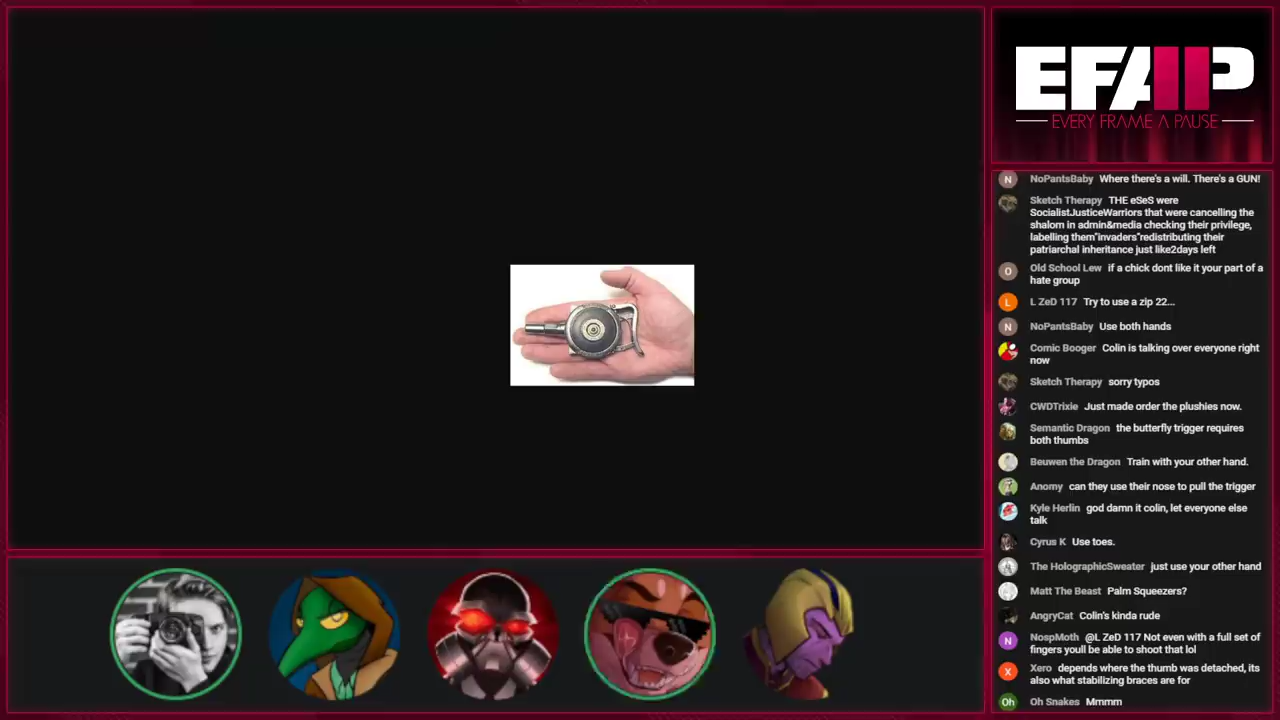 EFAP
EVERY FRAME A PAUSE
N NoPantsBaby Where there's a will. There's a GUN!
Sketch Therapy THE eSeS were
SocialistJusticeWarriors that were cancelling the
shalom in admin&media checking their privilege,
labelling them"invaders"redistributing their
patriarchal inheritance just like2days left
O Old School Lew if a chick dont like it your part of a
hate group
L L ZeD 117 Try to use a zip 22...
N NoPantsBaby Use both hands
Comic Booger Colin is talking over everyone right
now
Sketch Therapy sorry typos
CWDTrixie Just made order the plushies now.
Semantic Dragon the butterfly trigger requires
both thumbs
Beuwen the Dragon Train with your other hand.
Anomy can they use their nose to pull the trigger
Kyle Herlin god damn it colin, let everyone else
talk
Cyrus K Use toes.
The HolographicSweater just use your other hand
Matt The Beast Palm Squeezers?
AngryCat Colin's kinda rude
N NospMoth @L ZeD 117 Not even with a full set of
fingers youll be able to shoot that lol
X Xero depends where the thumb was detached, its
also what stabilizing braces are for
Oh Oh Snakes Mmmm